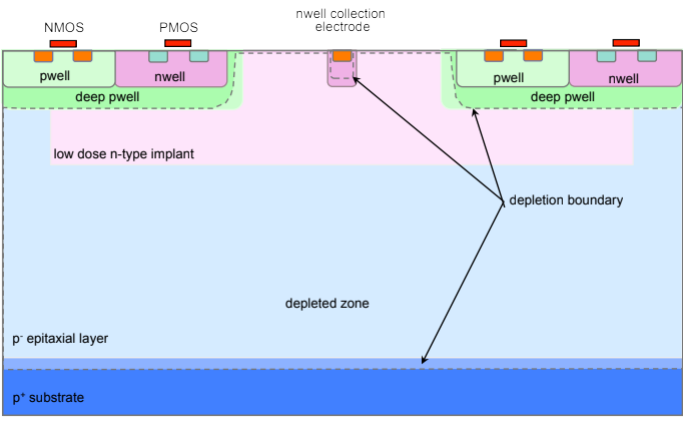 nwell collection
electrode
NMOS
PMOS
pwell
nwell
deep pwell
pwell
nwell
deep pwell
low dose n-type implant
depletion boundary
depleted zone
p⁻ epitaxial layer
p⁺ substrate